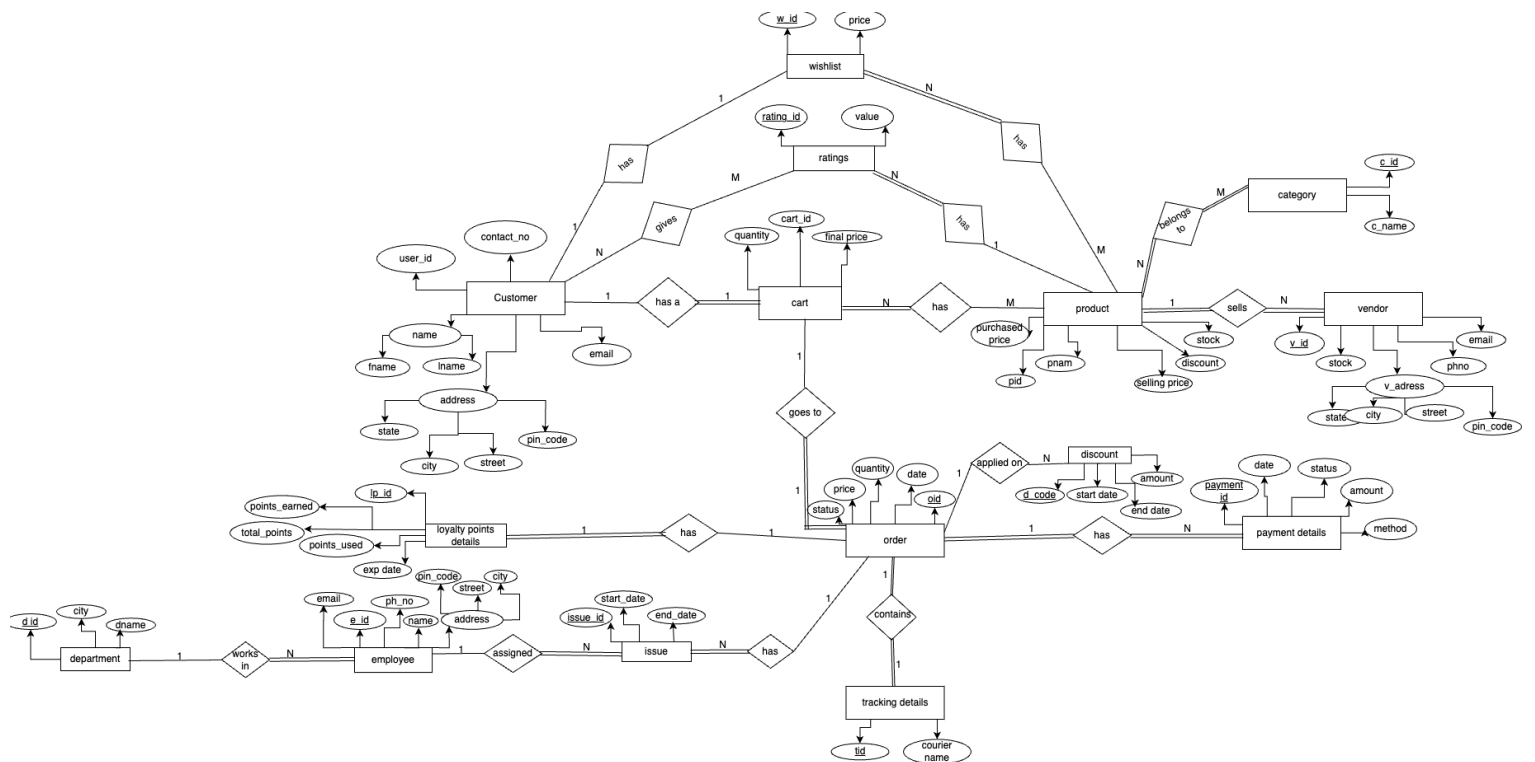 w_id
price
wishlist
1
N
rating_id
value
has
has
ratings
M
N
c_id
category
M
c_name
gives
has
belongs
to
1
N
1
M
N
cart_id
quantity
final price
contact_no
user_id
Customer
1
has a
1
cart
N
has
M
product
1
sells
N
vendor
name
fname
lname
email
purchased
price
pid
pnam
selling price
discount
stock
v_id
stock
email
phno
v_adress
state
city
street
pin_code
address
state
city
street
pin_code
1
goes to
1
applied on
1
N
discount
d_code
start date
amount
end date
quantity
date
price
oid
status
payment
id
date
status
amount
method
lp_id
points_earned
total_points
points_used
exp date
loyalty points
details
1
has
1
order
1
has
N
payment details
pin_code
city
street
email
ph_no
e_id
name
address
start_date
issue_id
end_date
1
1
contains
d_id
city
dname
department
1
works
in
N
employee
1
assigned
N
issue
N
has
1
tracking details
tid
courier
name